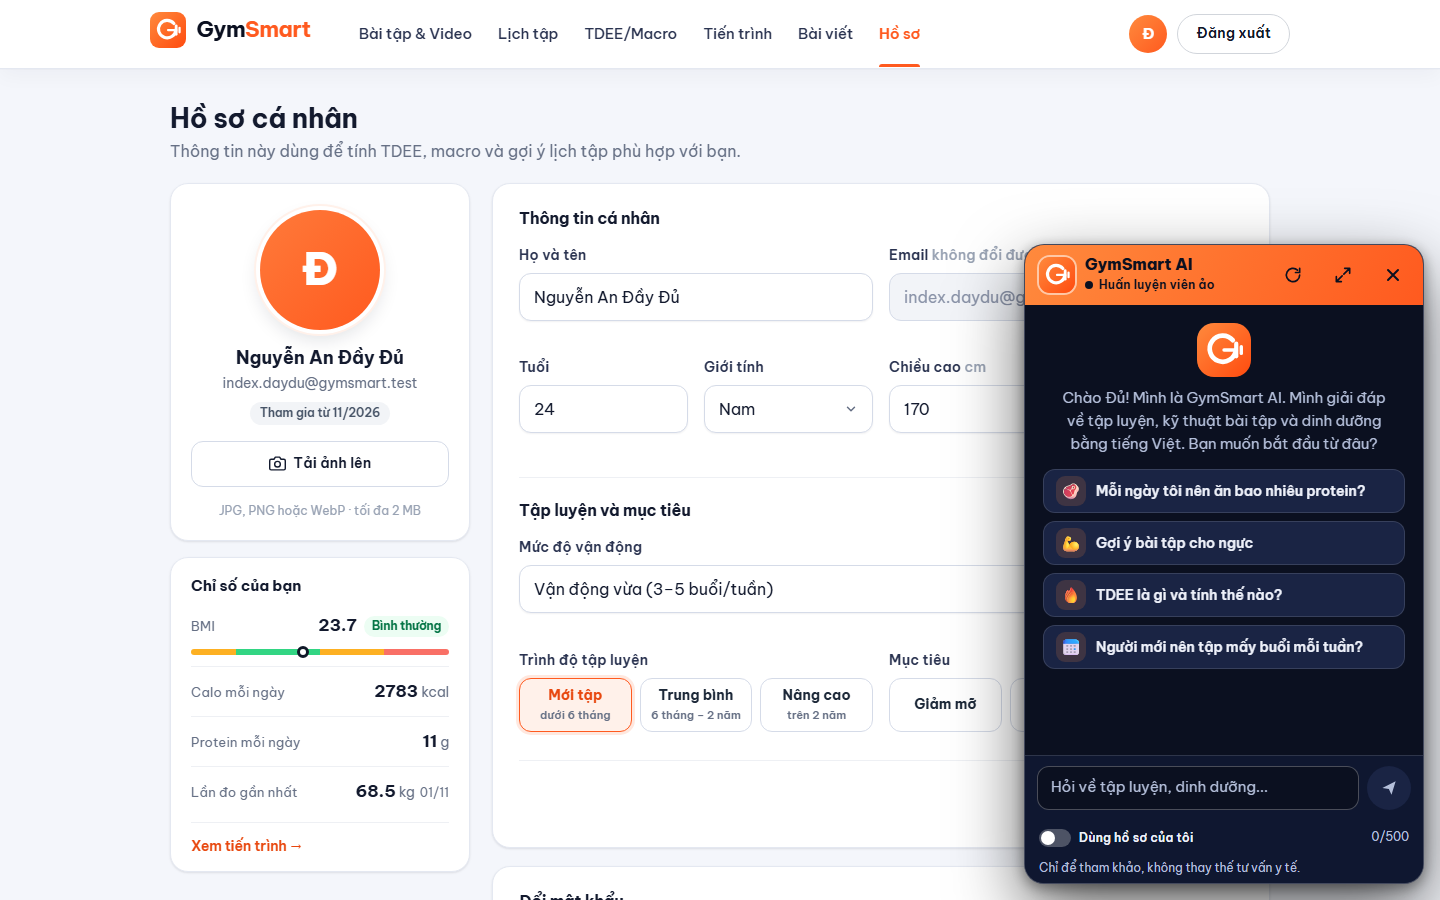 GymSmart
Bài tập & Video
Lịch tập
TDEE/Macro
Tiến trình
Bài viết
Hồ sơ
Đ
Đăng xuất
Hồ sơ cá nhân
Thông tin này dùng để tính TDEE, macro và gợi ý lịch tập phù hợp với bạn.
Đ
Nguyễn An Đầy Đủ
index.daydu@gymsmart.test
Tham gia từ 11/2026
Tải ảnh lên
JPG, PNG hoặc WebP · tối đa 2 MB
Chỉ số của bạn
BMI 23.7 Bình thường
Calo mỗi ngày 2783 kcal
Protein mỗi ngày 11 g
Lần đo gần nhất 68.5 kg 01/11
Xem tiến trình →
Thông tin cá nhân
Họ và tên
Nguyễn An Đầy Đủ
Email không đổi đư
index.daydu@g
Tuổi
24
Giới tính
Nam
Chiều cao cm
170
Tập luyện và mục tiêu
Mức độ vận động
Vận động vừa (3–5 buổi/tuần)
Trình độ tập luyện
Mới tập
dưới 6 tháng
Trung bình
6 tháng – 2 năm
Nâng cao
trên 2 năm
Mục tiêu
Giảm mỡ
Đổi mật khẩu
GymSmart AI
Huấn luyện viên ảo
Chào Đủ! Mình là GymSmart AI. Mình giải đáp
về tập luyện, kỹ thuật bài tập và dinh dưỡng
bằng tiếng Việt. Bạn muốn bắt đầu từ đâu?
Mỗi ngày tôi nên ăn bao nhiêu protein?
Gợi ý bài tập cho ngực
TDEE là gì và tính thế nào?
Người mới nên tập mấy buổi mỗi tuần?
Hỏi về tập luyện, dinh dưỡng...
Dùng hồ sơ của tôi
0/500
Chỉ để tham khảo, không thay thế tư vấn y tế.